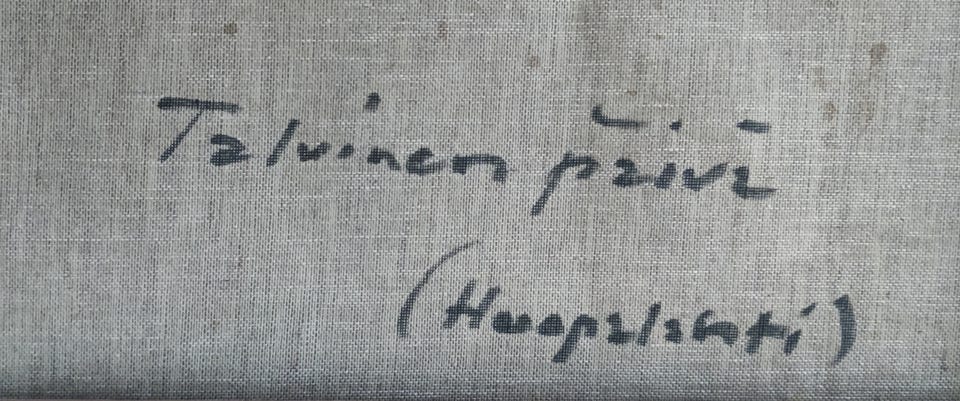 Talvinen päivä
(Huopalahti)